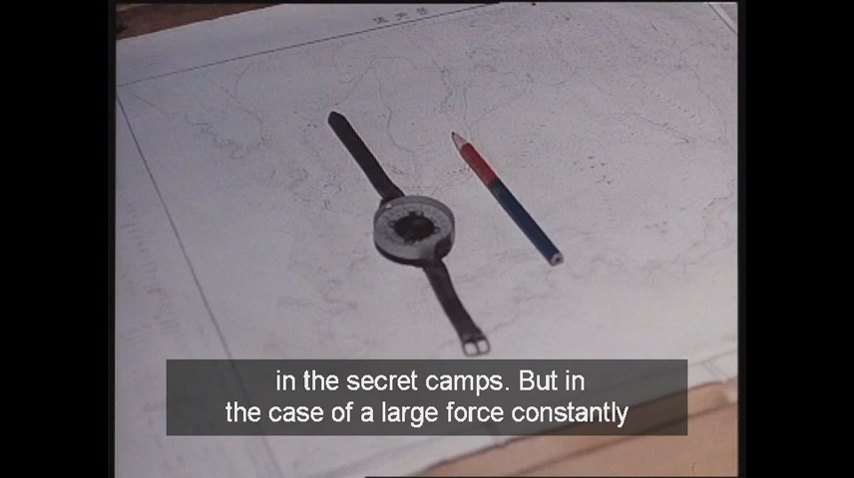 in the secret camps. But in
the case of a large force constantly